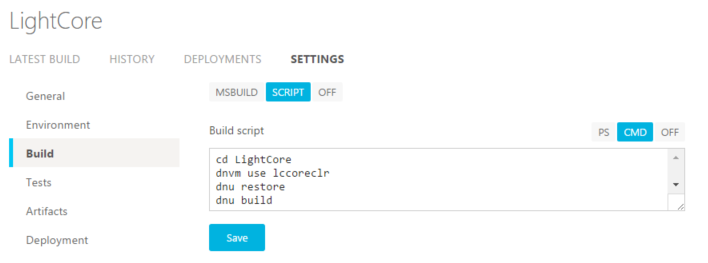 LightCore
LATEST BUILD HISTORY DEPLOYMENTS SETTINGS
General
Environment
Build
Tests
Artifacts
Deployment
MSBUILD SCRIPT OFF
Build script
PS CMD OFF
cd LightCore
dnvm use lccoreclr
dnu restore
dnu build
Save